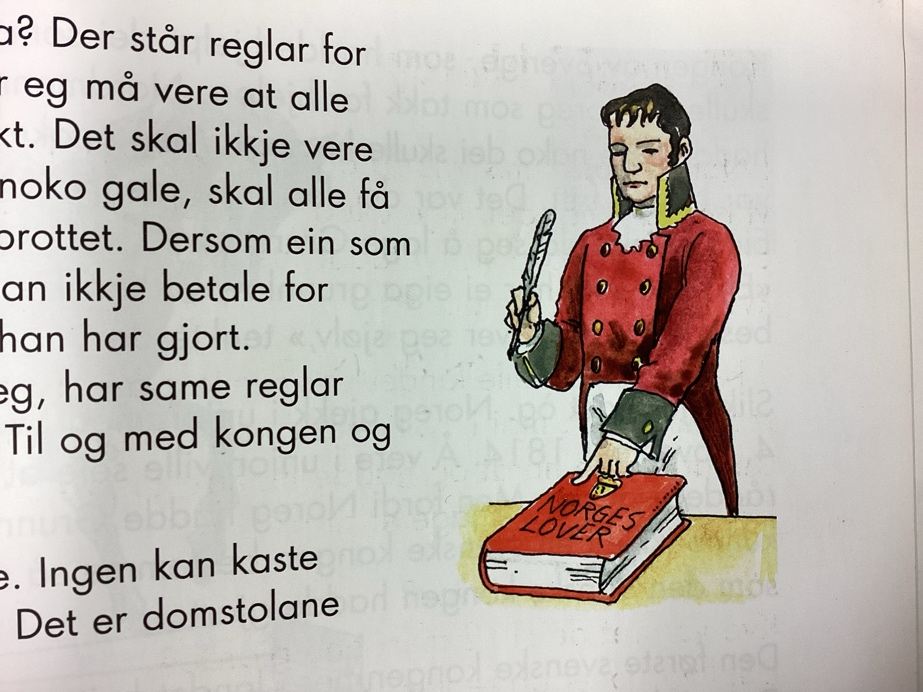 a? Der står reglar for
r eg må vere at alle
kt. Det skal ikkje vere
noko gale, skal alle få
brottet. Dersom ein som
an ikkje betale for
han har gjort.
eg, har same reglar
Til og med kongen og
e. Ingen kan kaste
Det er domstolane
NORGES
LOVER